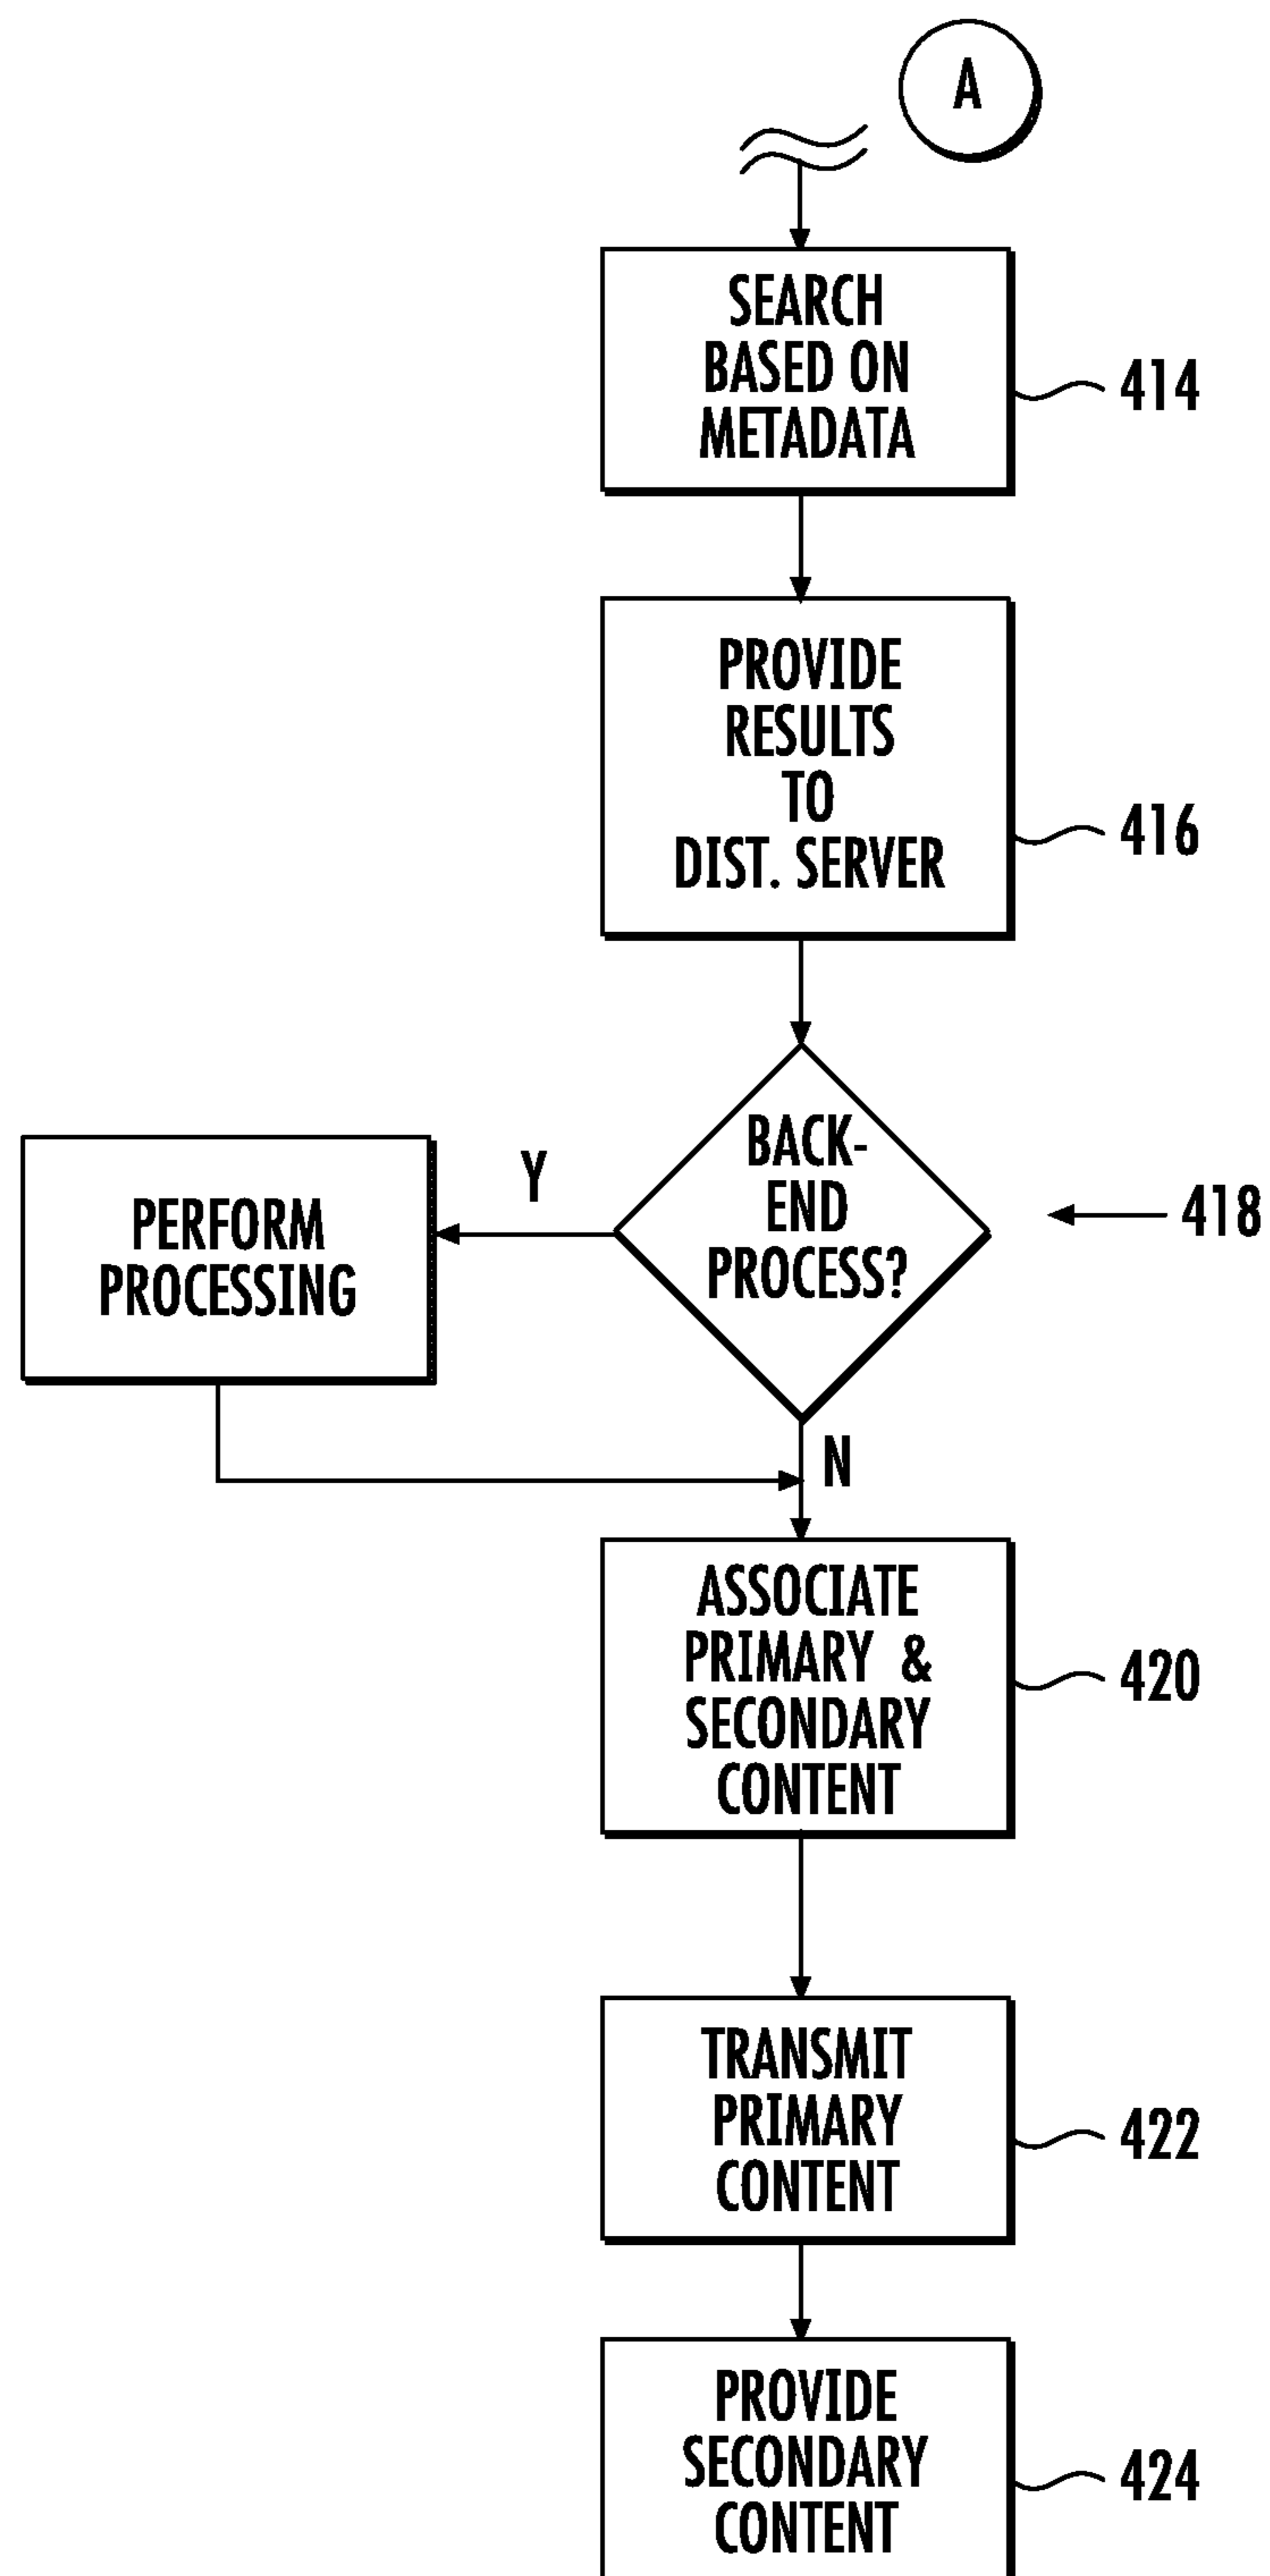 A
SEARCH
BASED ON
METADATA
414
PROVIDE
RESULTS
TO
DIST. SERVER
416
BACK-
END
PROCESS?
418
Y
PERFORM
PROCESSING
N
ASSOCIATE
PRIMARY &
SECONDARY
CONTENT
420
TRANSMIT
PRIMARY
CONTENT
422
PROVIDE
SECONDARY
CONTENT
424